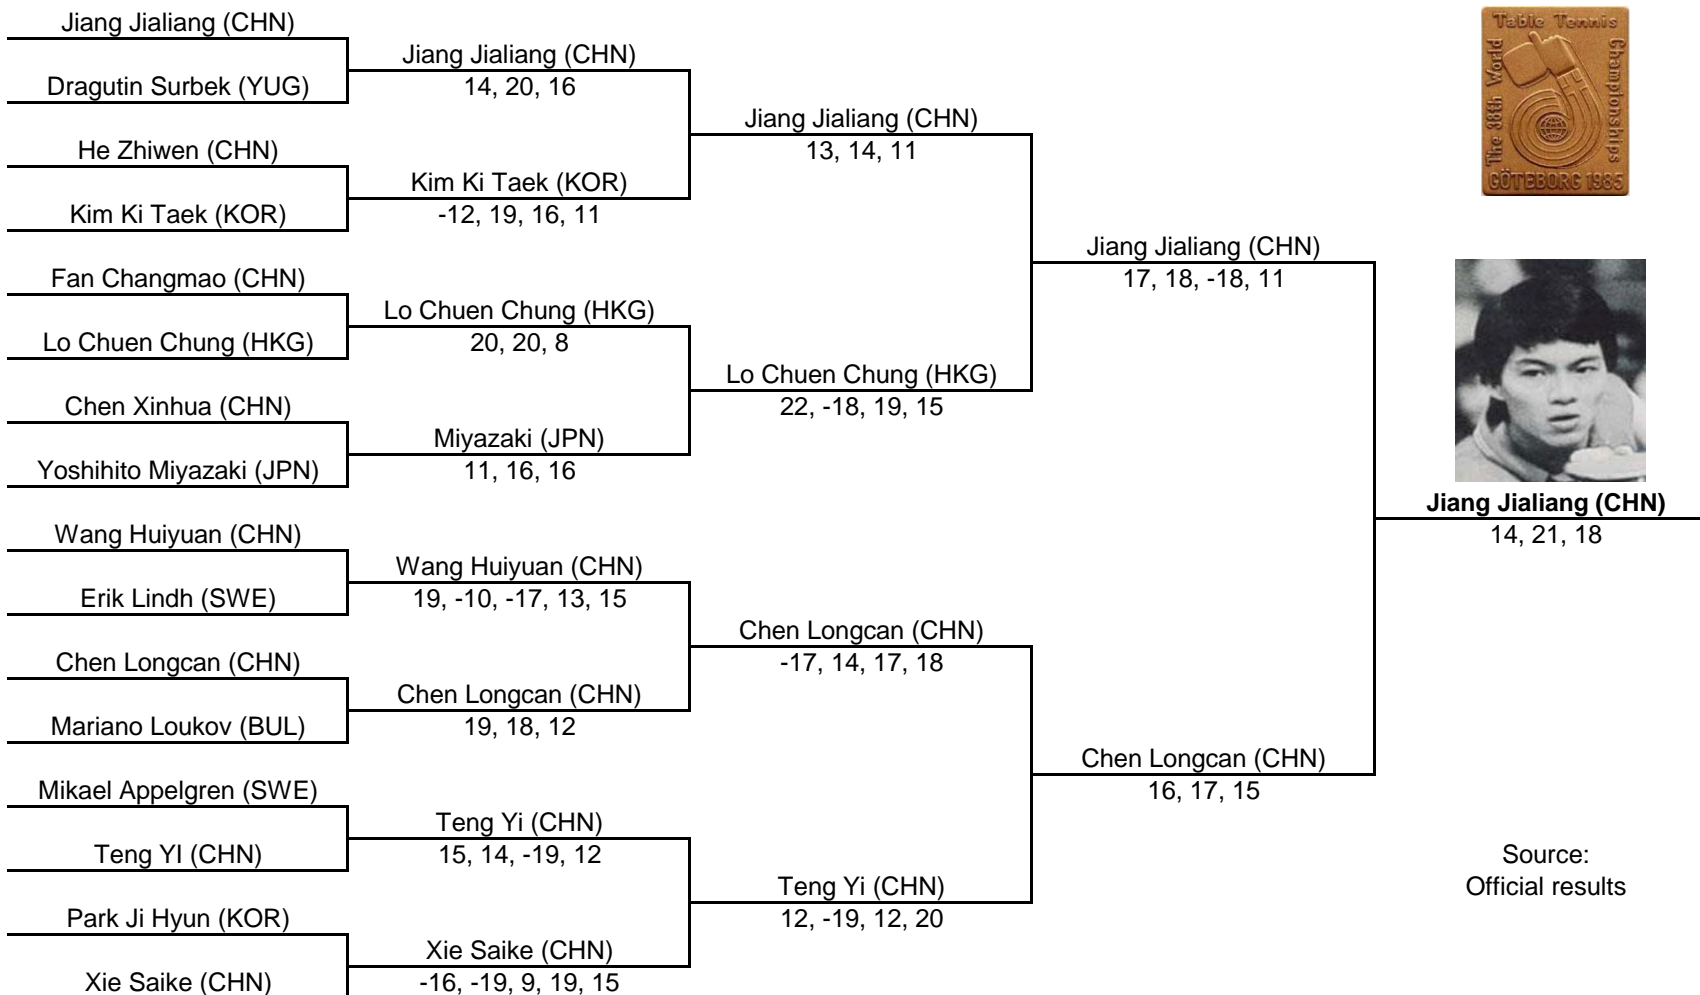 Jiang Jialiang (CHN)
Dragutin Surbek (YUG)
He Zhiwen (CHN)
Kim Ki Taek (KOR)
Fan Changmao (CHN)
Lo Chuen Chung (HKG)
Chen Xinhua (CHN)
Yoshihito Miyazaki (JPN)
Wang Huiyuan (CHN)
Erik Lindh (SWE)
Chen Longcan (CHN)
Mariano Loukov (BUL)
Mikael Appelgren (SWE)
Teng YI (CHN)
Park Ji Hyun (KOR)
Xie Saike (CHN)
Jiang Jialiang (CHN)
14, 20, 16
Kim Ki Taek (KOR)
-12, 19, 16, 11
Lo Chuen Chung (HKG)
20, 20, 8
Miyazaki (JPN)
11, 16, 16
Wang Huiyuan (CHN)
19, -10, -17, 13, 15
Chen Longcan (CHN)
19, 18, 12
Teng Yi (CHN)
15, 14, -19, 12
Xie Saike (CHN)
-16, -19, 9, 19, 15
Jiang Jialiang (CHN)
13, 14, 11
Lo Chuen Chung (HKG)
22, -18, 19, 15
Chen Longcan (CHN)
-17, 14, 17, 18
Teng Yi (CHN)
12, -19, 12, 20
Jiang Jialiang (CHN)
17, 18, -18, 11
Chen Longcan (CHN)
16, 17, 15
The 38th World
Table Tennis
Championships
GÖTEBORG 1985
Jiang Jialiang (CHN)
14, 21, 18
Source:
Official results